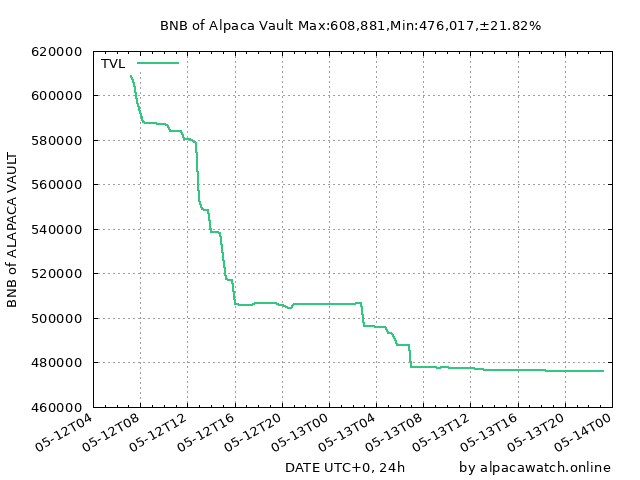 BNB of Alpaca Vault Max:608,881,Min:476,017,±21.82%
TVL
BNB of ALAPACA VAULT
620000
600000
580000
560000
540000
520000
500000
480000
460000
05-12T04
05-12T08
05-12T12
05-12T16
05-12T20
05-13T00
05-13T04
05-13T08
05-13T12
05-13T16
05-13T20
05-14T00
DATE UTC+0, 24h
by alpacawatch.online